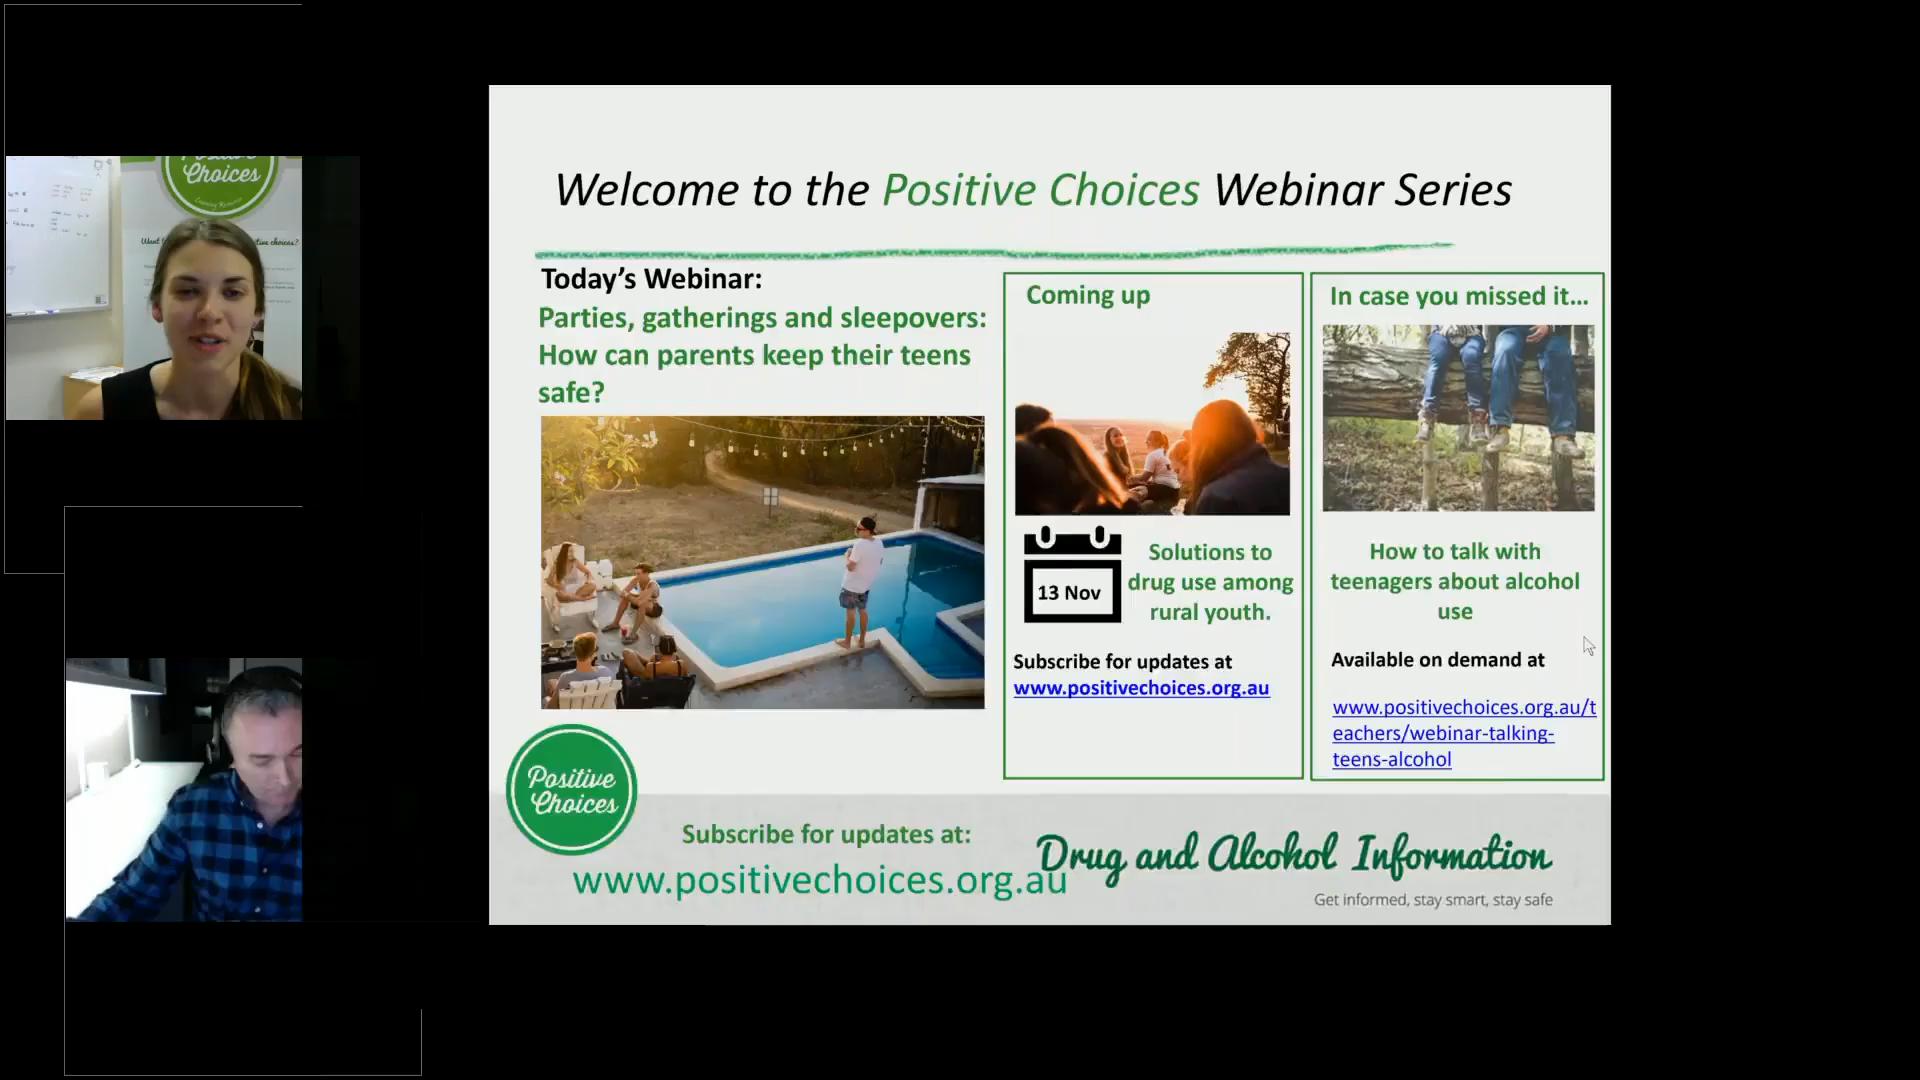 Choices
Welcome to the Positive Choices Webinar Series
Today’s Webinar:
Parties, gatherings and sleepovers:
How can parents keep their teens
safe?
Coming up
13 Nov
Solutions to
drug use among
rural youth.
Subscribe for updates at
www.positivechoices.org.au
In case you missed it...
How to talk with
teenagers about alcohol
use
Available on demand at
www.positivechoices.org.au/t
eachers/webinar-talking-
teens-alcohol
Positive
Choices
Subscribe for updates at:
www.positivechoices.org.au
Drug and Alcohol Information
Get informed, stay smart, stay safe